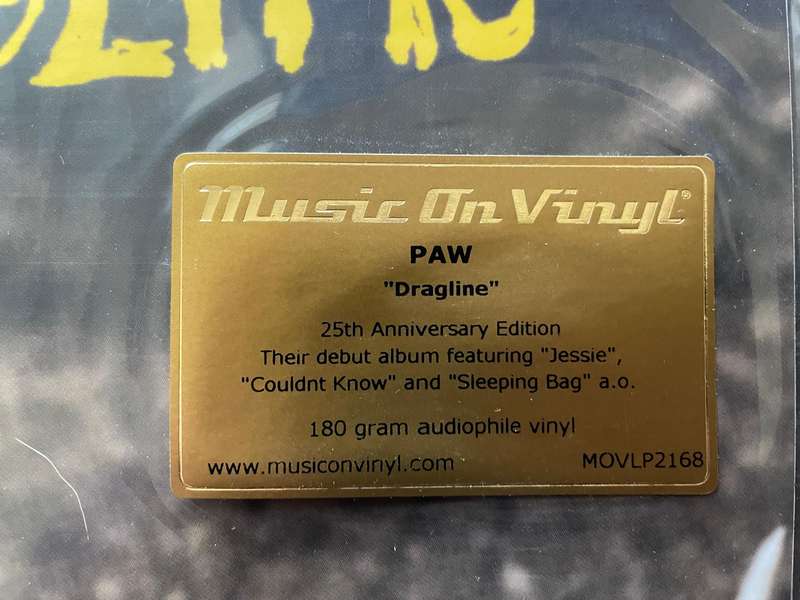 Music On Vinyl®
PAW
"Dragline"
25th Anniversary Edition
Their debut album featuring "Jessie",
"Couldnt Know" and "Sleeping Bag" a.o.
180 gram audiophile vinyl
www.musiconvinyl.com MOVLP2168